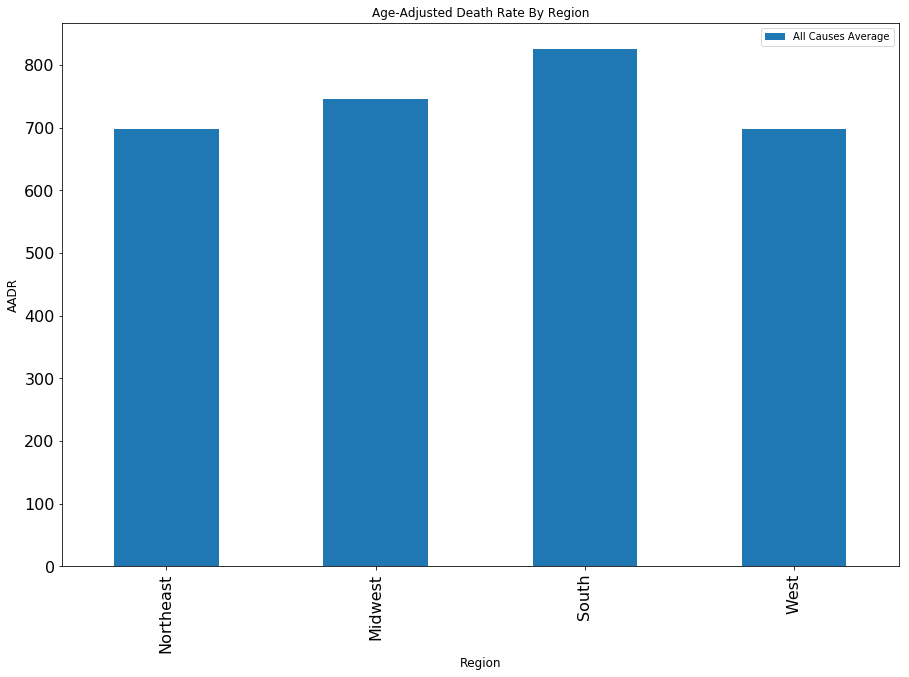 Age-Adjusted Death Rate By Region
All Causes Average
800
700
600
500
400
300
200
100
0
AADR
Northeast
Midwest
South
West
Region